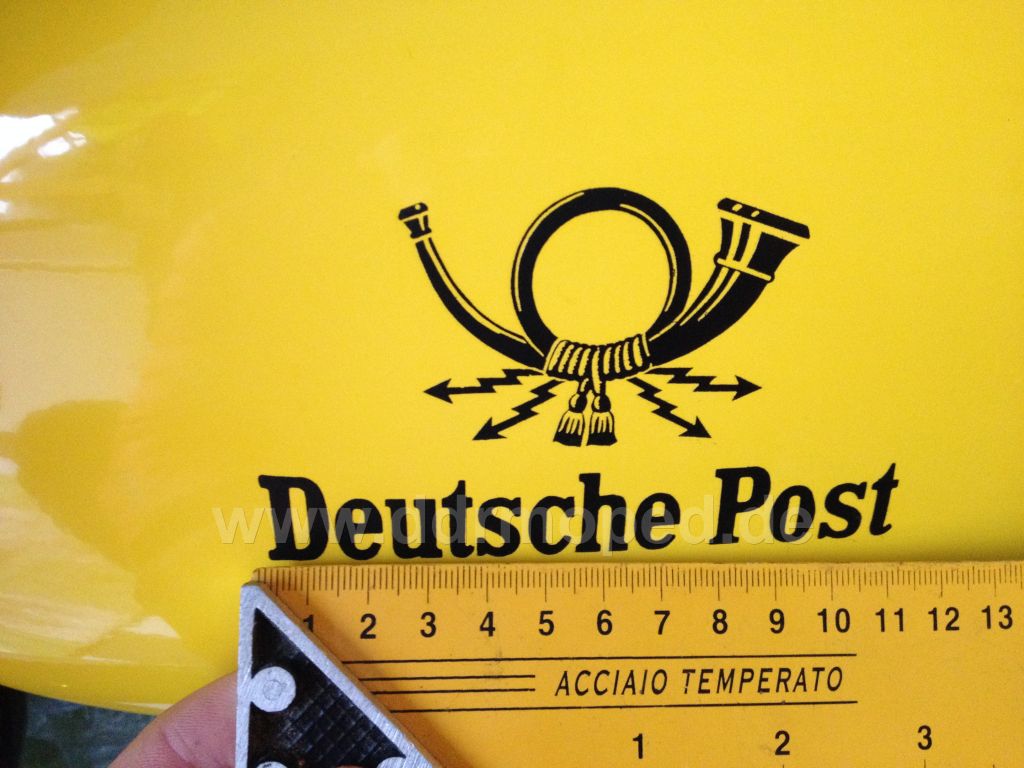 Deutsche Post
www.ddrmoped.de
1 2 3 4 5 6 7 8 9 10 11 12 13
ACCIAIO TEMPERATO
1 2 3